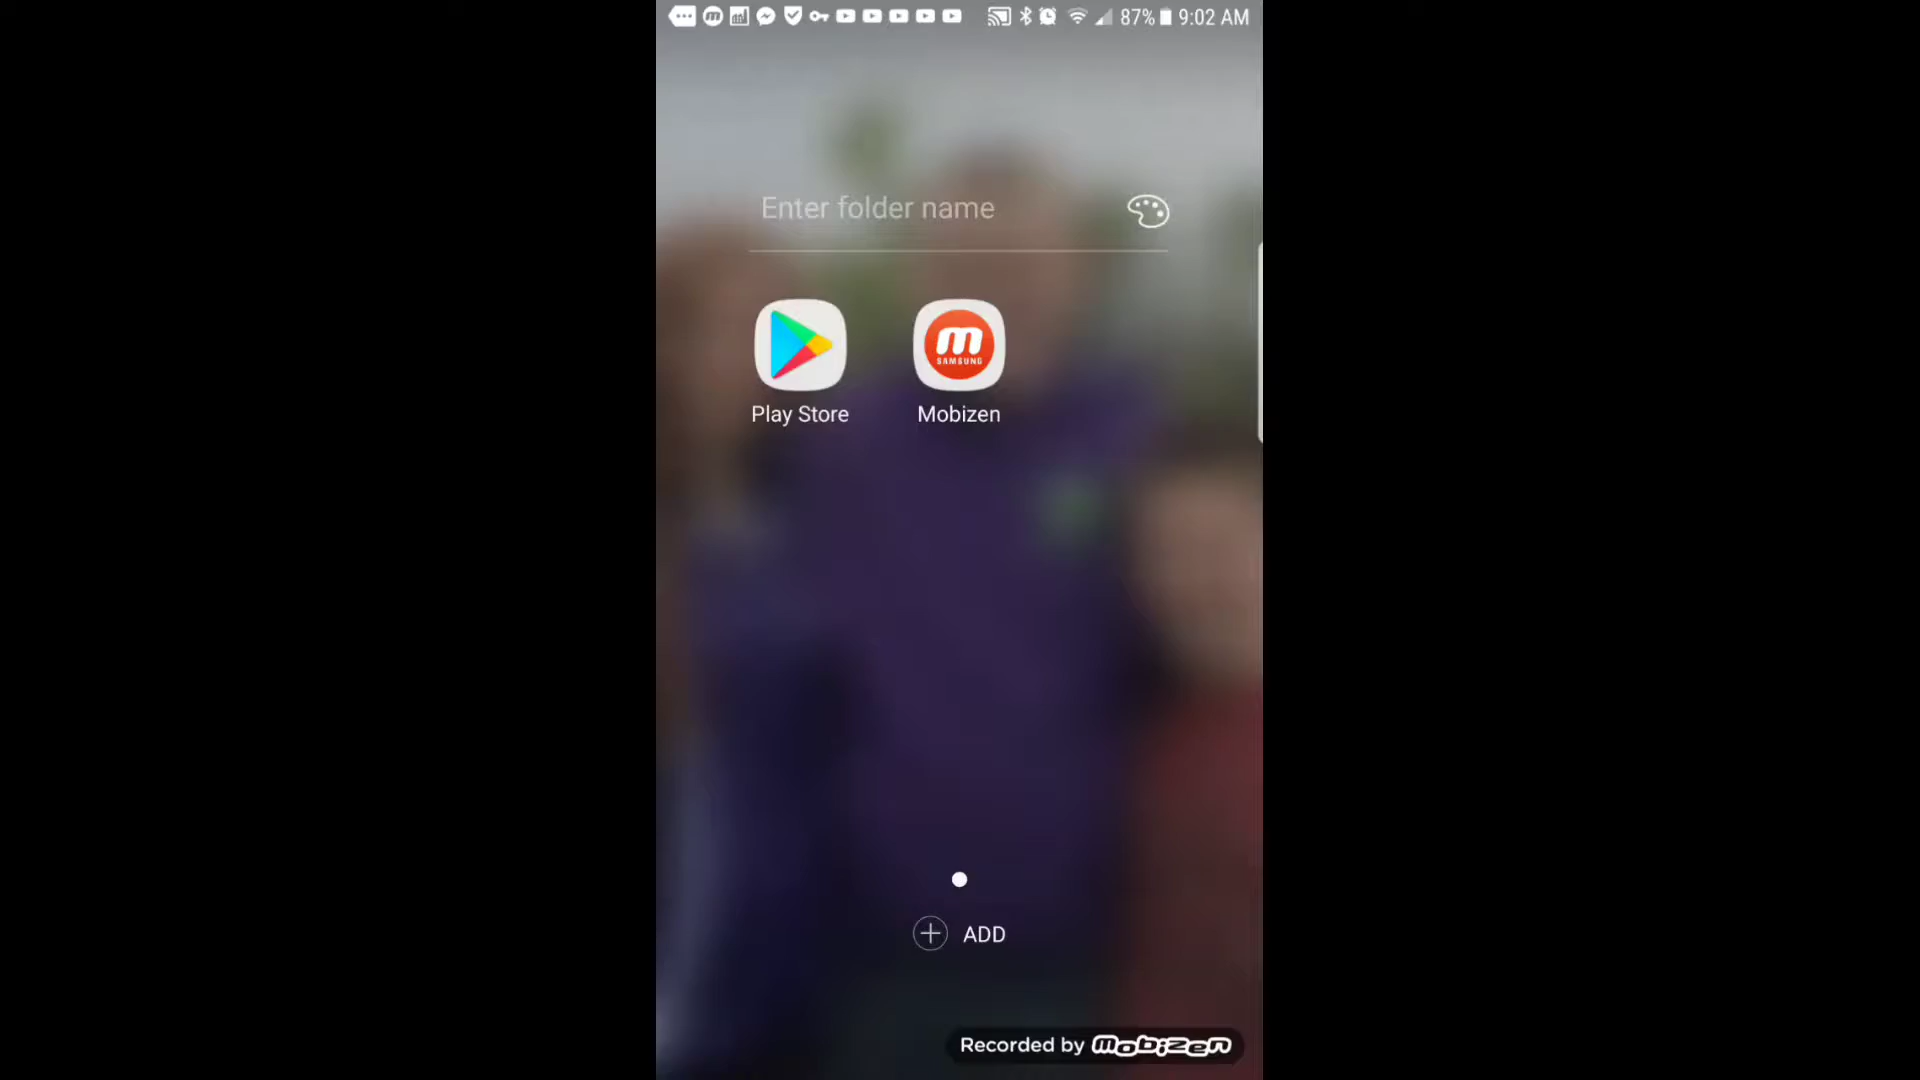 87% 9:02 AM
Enter folder name
m
SAMSUNG
Play Store
Mobizen
ADD
Recorded by mobizen